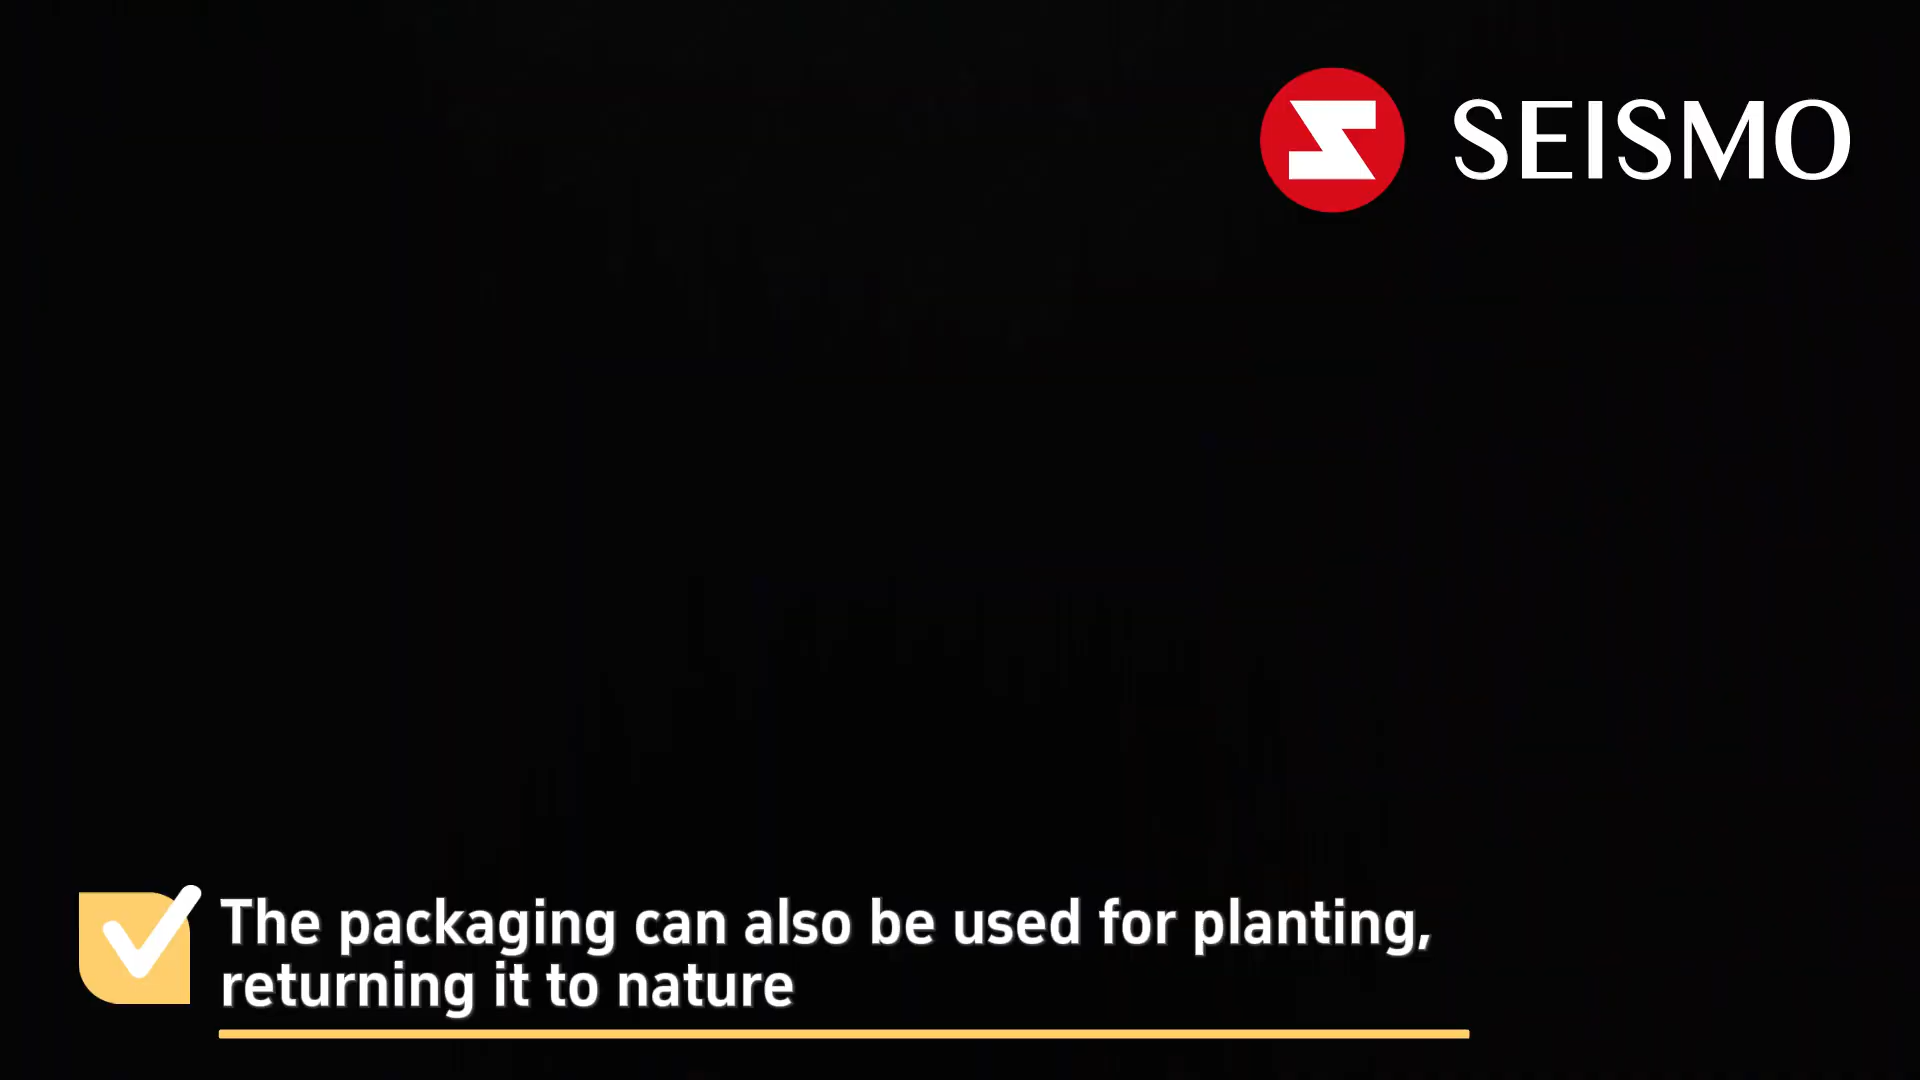 SEISMO
The packaging can also be used for planting,
returning it to nature